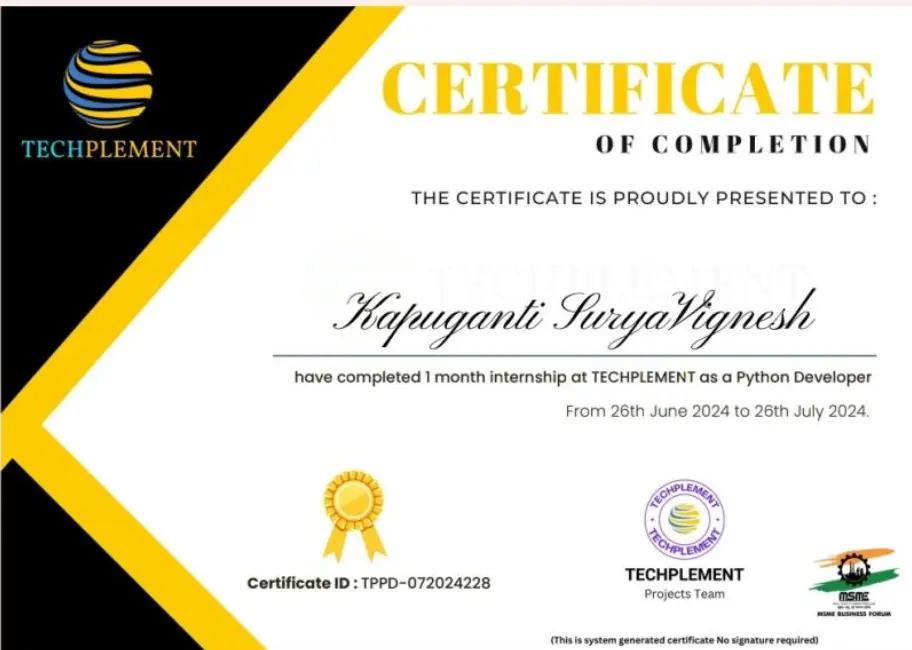 TECHPLEMENT
CERTIFICATE
OF COMPLETION
THE CERTIFICATE IS PROUDLY PRESENTED TO :
TECHPLEMENT
Kapuganti SuryaVignesh
have completed 1 month internship at TECHPLEMENT as a Python Developer
From 26th June 2024 to 26th July 2024.
Certificate ID : TPPD-072024228
TECHPLEMENT
TECHPLEMENT
TECHPLEMENT
Projects Team
MSME
MSME BUSINESS FORUM
(This is system generated certificate No signature required)